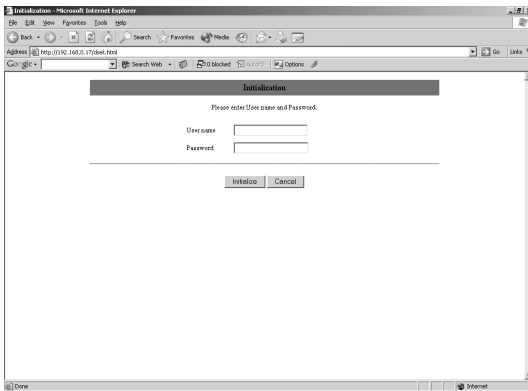 Initialization - Microsoft Internet Explorer
File Edit View Favorites Tools Help
Back Search Favorites Media
Address http://192.168.0.17/dset.html Go Links
Google Search Web 0 blocked AutoFill Options
Initialization
Please enter User name and Password.
User name
Password
Initialize Cancel
Done Internet